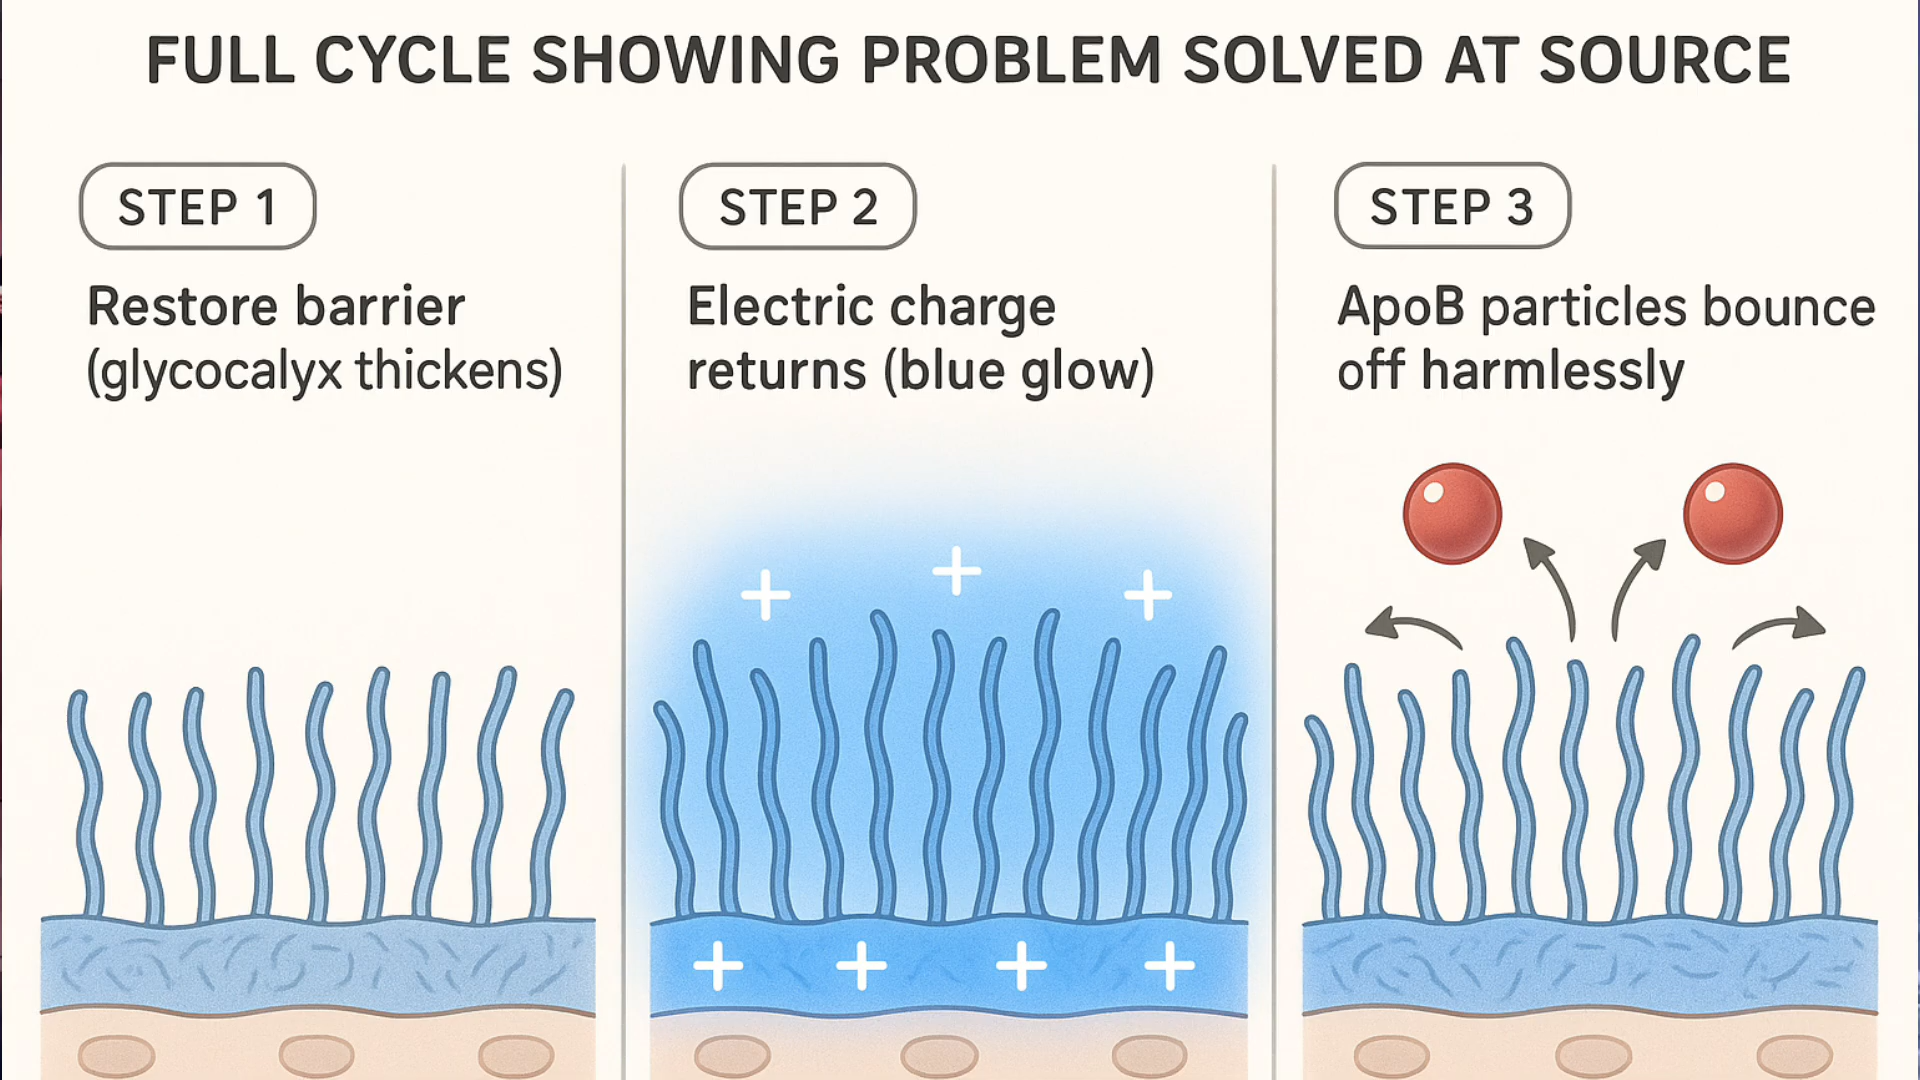 FULL CYCLE SHOWING PROBLEM SOLVED AT SOURCE
STEP 1
Restore barrier
(glycocalyx thickens)
STEP 2
Electric charge
returns (blue glow)
STEP 3
ApoB particles bounce
off harmlessly